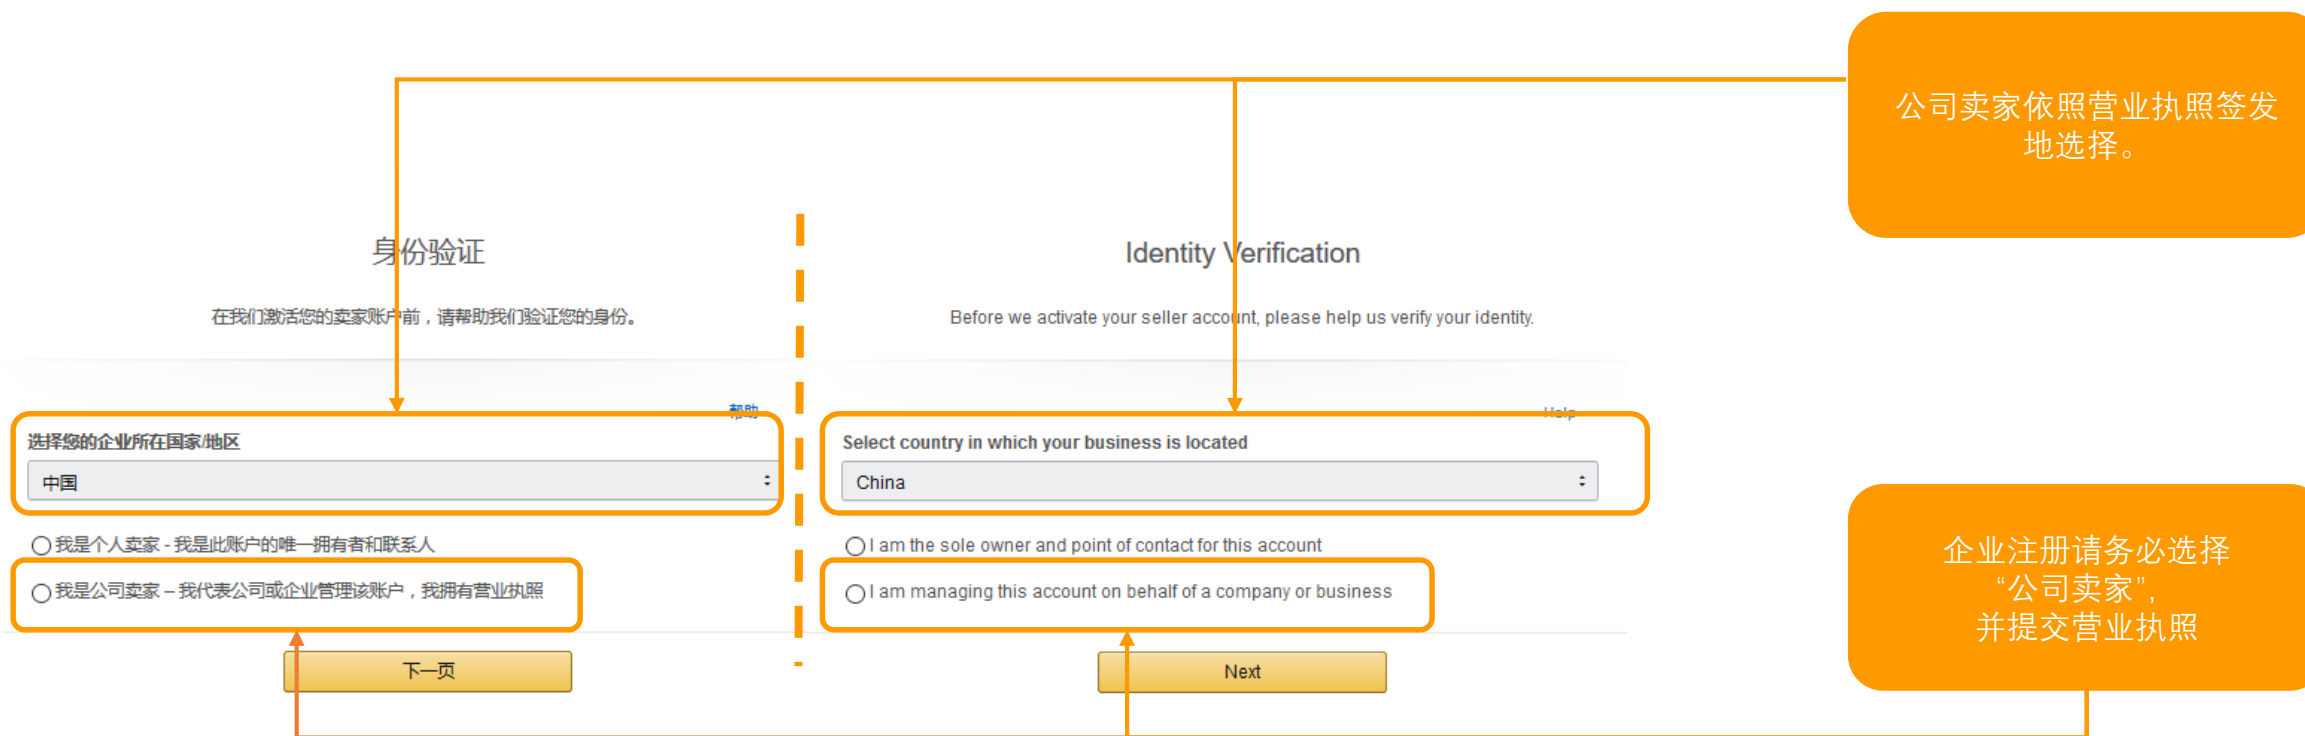 公司卖家依照营业执照签发
地选择。
身份验证
在我们激活您的卖家账户前，请帮助我们验证您的身份。
帮助
选择您的企业所在国家/地区
中国
我是个人卖家 - 我是此账户的唯一拥有者和联系人
我是公司卖家 – 我代表公司或企业管理该账户，我拥有营业执照
下一页
Identity Verification
Before we activate your seller account, please help us verify your identity.
Help
Select country in which your business is located
China
I am the sole owner and point of contact for this account
I am managing this account on behalf of a company or business
Next
企业注册请务必选择
“公司卖家”,
并提交营业执照